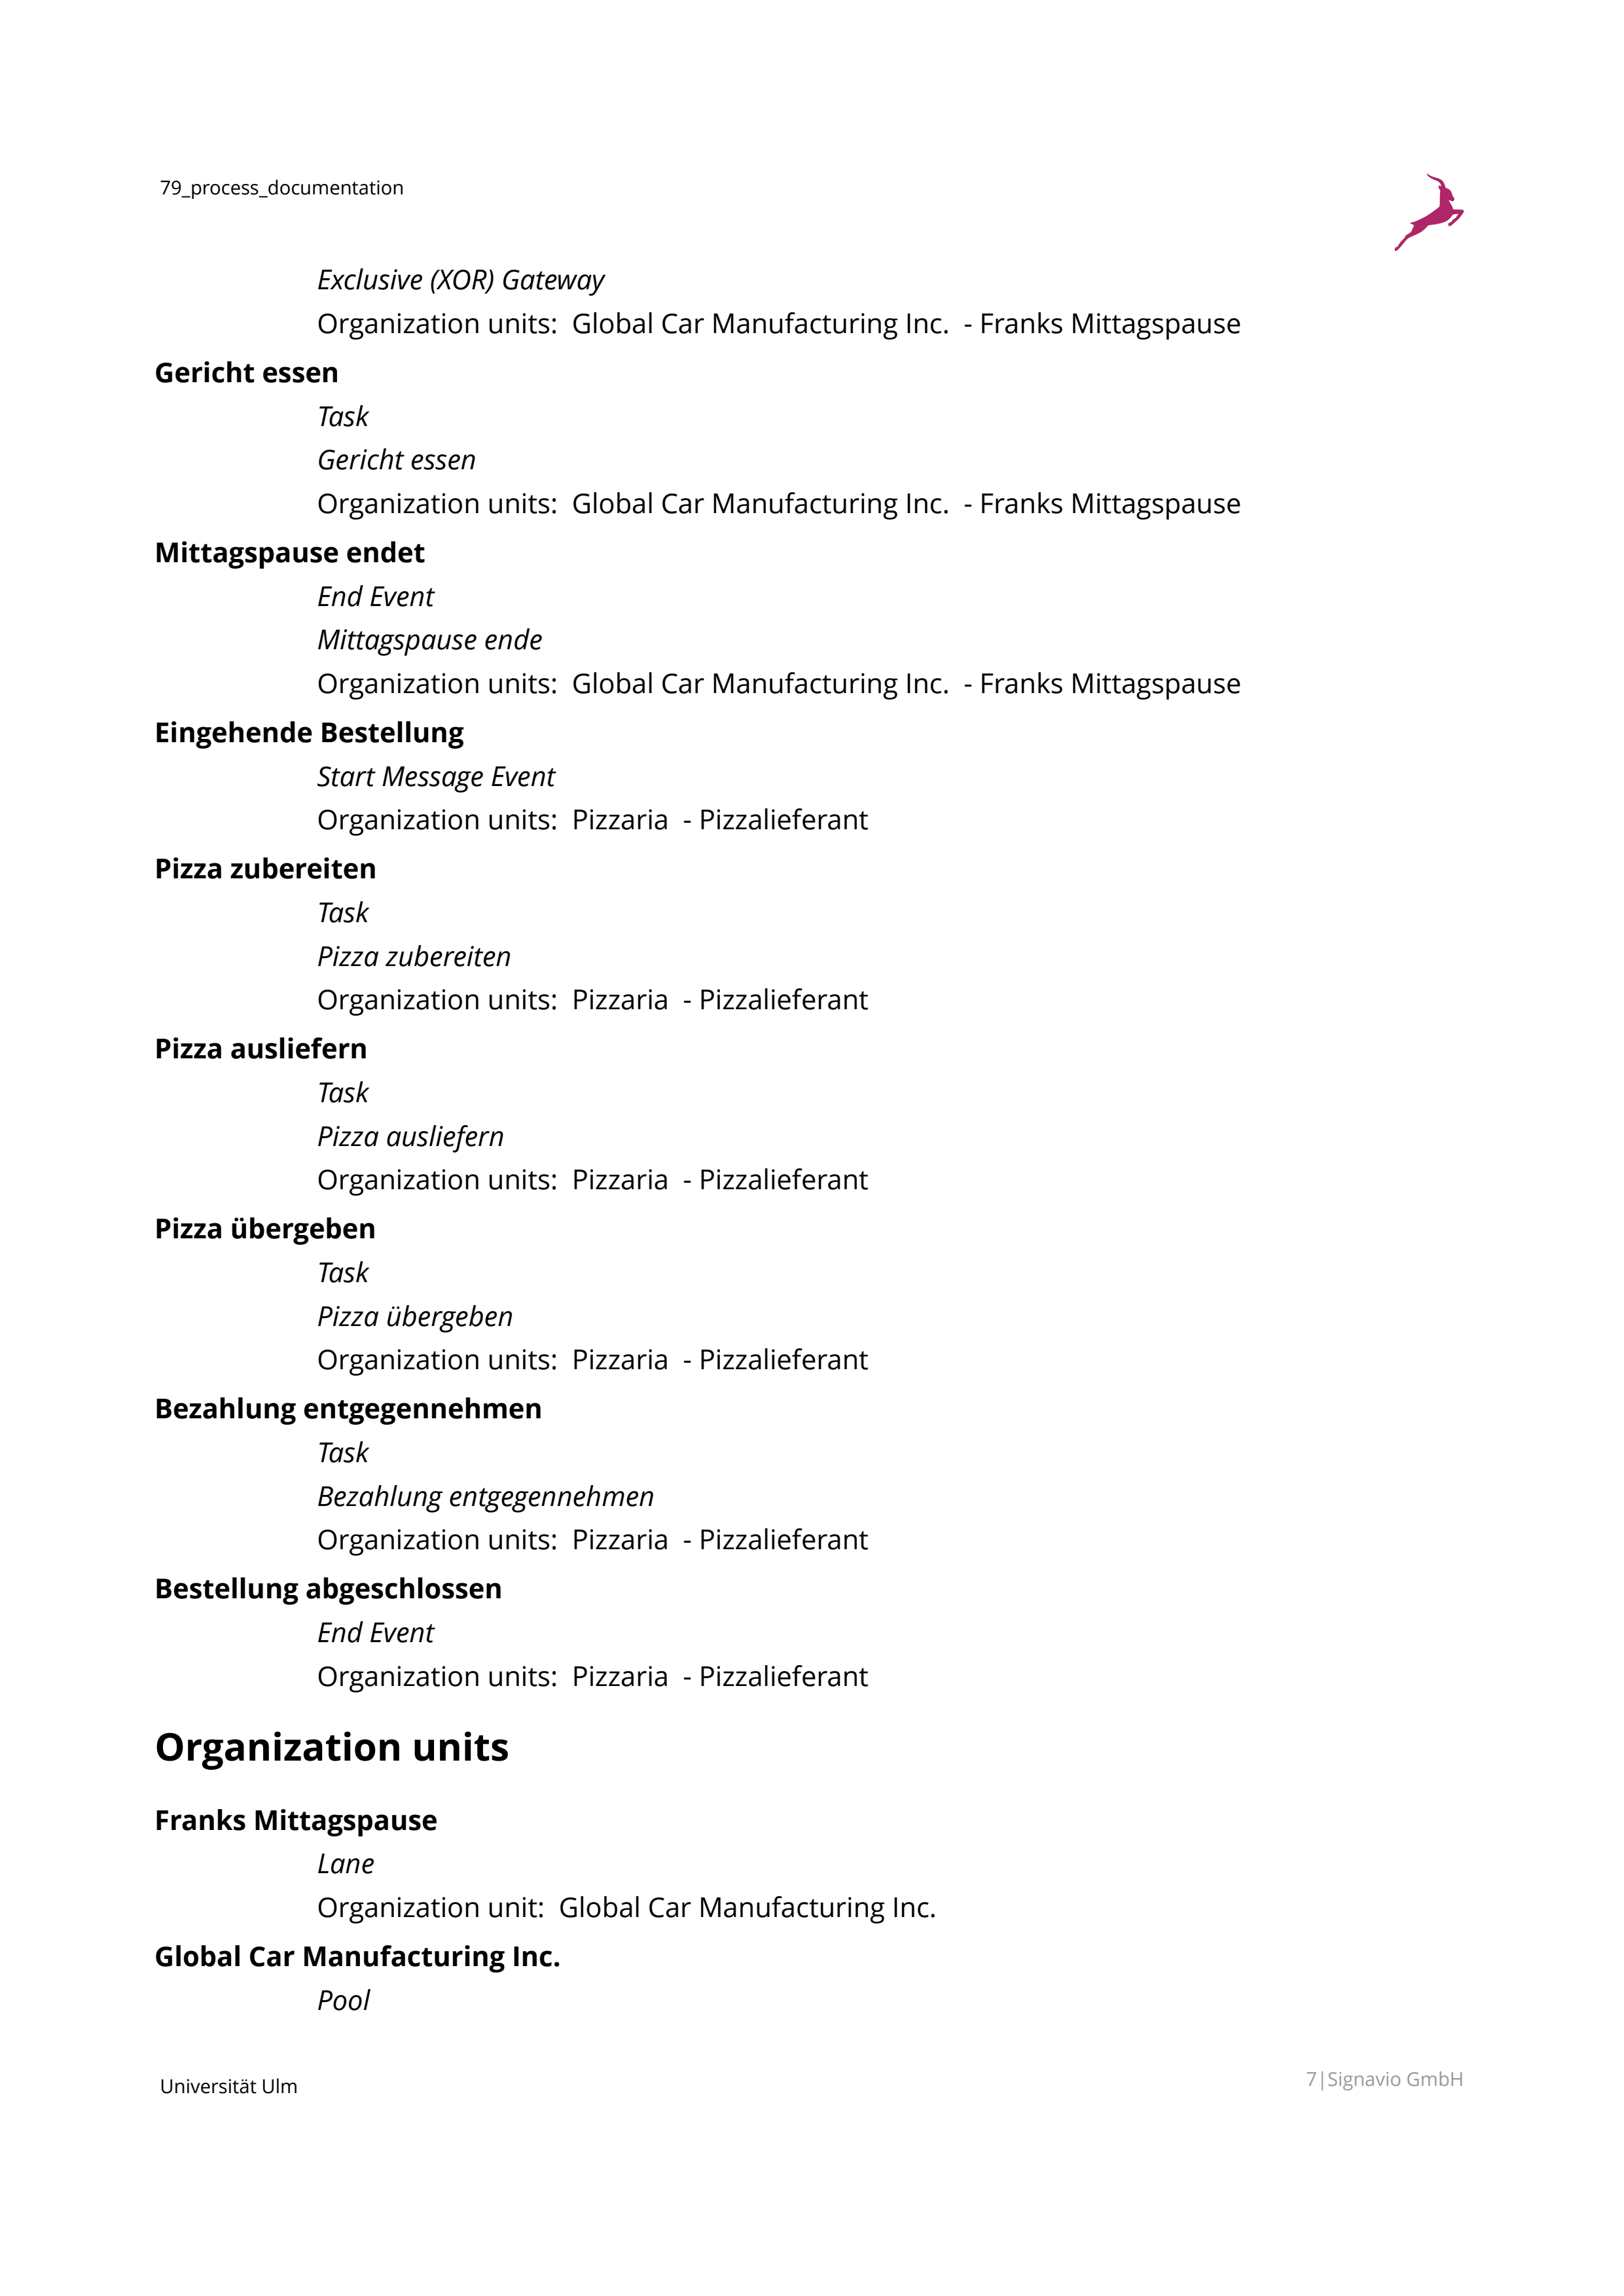 79_process_documentation
Exclusive (XOR) Gateway
Organization units:  Global Car Manufacturing Inc.  - Franks Mittagspause
Gericht essen
Task
Gericht essen
Organization units:  Global Car Manufacturing Inc.  - Franks Mittagspause
Mittagspause endet
End Event
Mittagspause ende
Organization units:  Global Car Manufacturing Inc.  - Franks Mittagspause
Eingehende Bestellung
Start Message Event
Organization units:  Pizzaria  - Pizzalieferant
Pizza zubereiten
Task
Pizza zubereiten
Organization units:  Pizzaria  - Pizzalieferant
Pizza ausliefern
Task
Pizza ausliefern
Organization units:  Pizzaria  - Pizzalieferant
Pizza übergeben
Task
Pizza übergeben
Organization units:  Pizzaria  - Pizzalieferant
Bezahlung entgegennehmen
Task
Bezahlung entgegennehmen
Organization units:  Pizzaria  - Pizzalieferant
Bestellung abgeschlossen
End Event
Organization units:  Pizzaria  - Pizzalieferant
Organization units
Franks Mittagspause
Lane
Organization unit:  Global Car Manufacturing Inc.
Global Car Manufacturing Inc.
Pool
Universität Ulm
7|Signavio GmbH